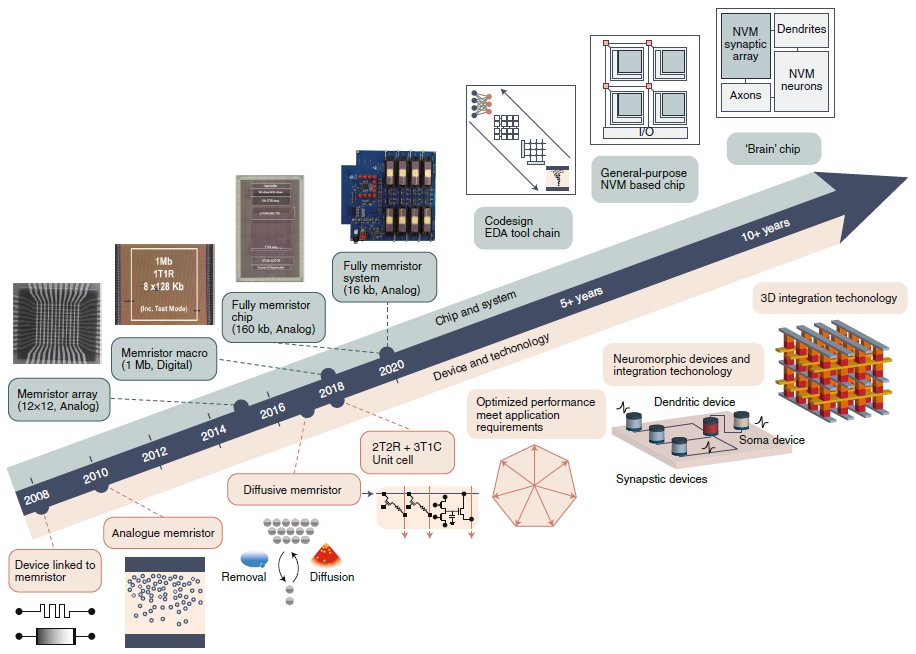 NVM
synaptic
array
Dendrites
NVM
neurons
Axons
I/O
'Brain' chip
General-purpose
NVM based chip
Codesign
EDA tool chain
1Mb
1T1R
8 x128 Kb
(Inc. Test Mode)
Fully memristor
system
(16 kb, Analog)
Fully memristor
chip
(160 kb, Analog)
Memristor macro
(1 Mb, Digital)
Memristor array
(12×12, Analog)
Chip and system
Device and techonology
2008
2010
2012
2014
2016
2018
2020
5+ years
10+ years
3D integration techonology
Neuromorphic devices and
integration techonology
Dendritic device
Soma device
Synapstic devices
Optimized performance
meet application
requirements
2T2R + 3T1C
Unit cell
Diffusive memristor
Removal
Diffusion
Analogue memristor
Device linked to
memristor